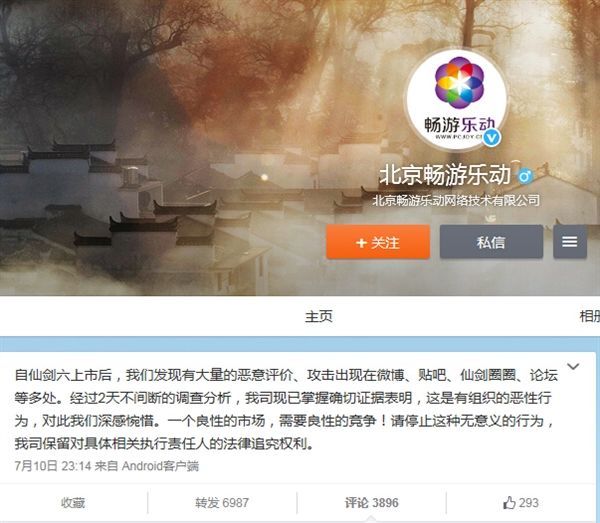 畅游乐动
北京畅游乐动
北京畅游乐动网络技术有限公司
+ 关注
私信
主页
相册
自仙剑六上市后，我们发现有大量的恶意评价、攻击出现在微博、贴吧、仙剑圈圈、论坛
等多处。经过2天不间断的调查分析，我司现已掌握确切证据表明，这是有组织的恶性行
为，对此我们深感惋惜。一个良性的市场，需要良性的竞争！请停止这种无意义的行为，
我司保留对具体相关执行责任人的法律追究权利。
7月10日 23:14 来自 Android客户端
收藏
转发 6987
评论 3896
293